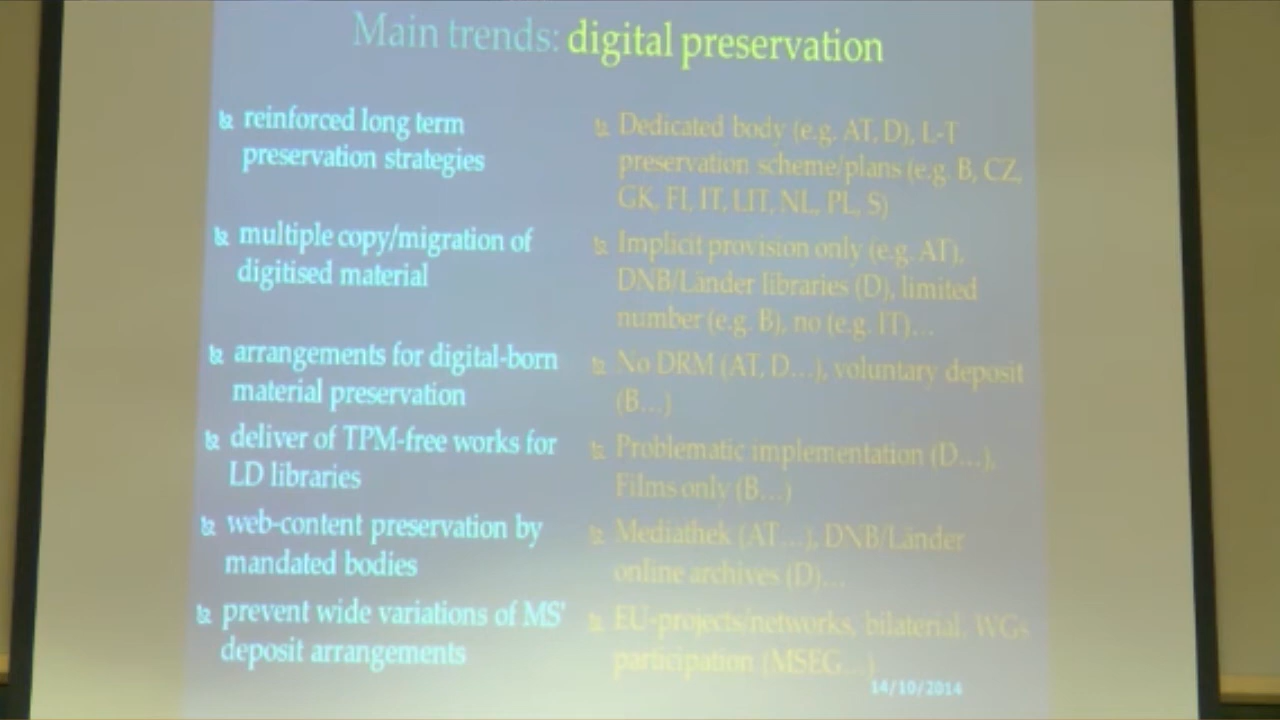 Main trends: digital preservation
reinforced long term
preservation strategies
multiple copy/migration of
digitised material
arrangements for digital-born
material preservation
deliver of TPM-free works for
LD libraries
web-content preservation by
mandated bodies
prevent wide variations of MS'
deposit arrangements
Dedicated body (e.g. AT, D), L-T
preservation scheme/plans (e.g. B, CZ,
GK, FI, IT, LIT, NL, PL, S)
Implicit provision only (e.g. AT),
DNB/Länder libraries (D), limited
number (e.g. B), no (e.g. IT)…
No DRM (AT, D…), voluntary deposit
(B…)
Problematic implementation (D…),
Films only (B…)
Mediathek (AT…), DNB/Länder
online archives (D)…
EU-projects/networks, bilaterial, WGs
participation (MSEG…)
14/10/2014